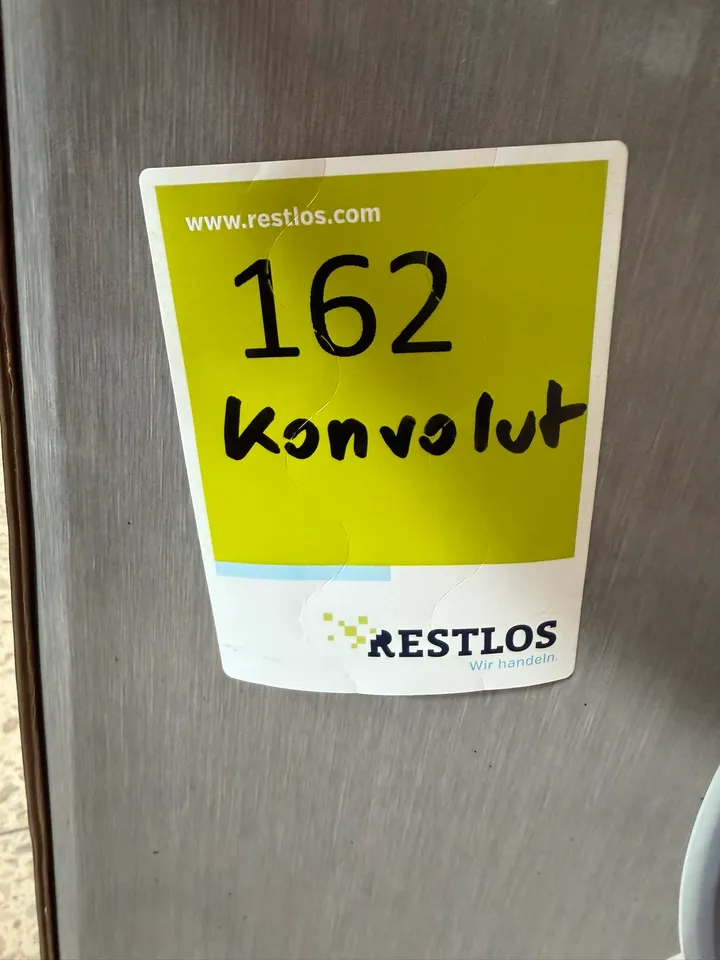 www.restlos.com
162
Konvolut
RESTLOS
Wir handeln.